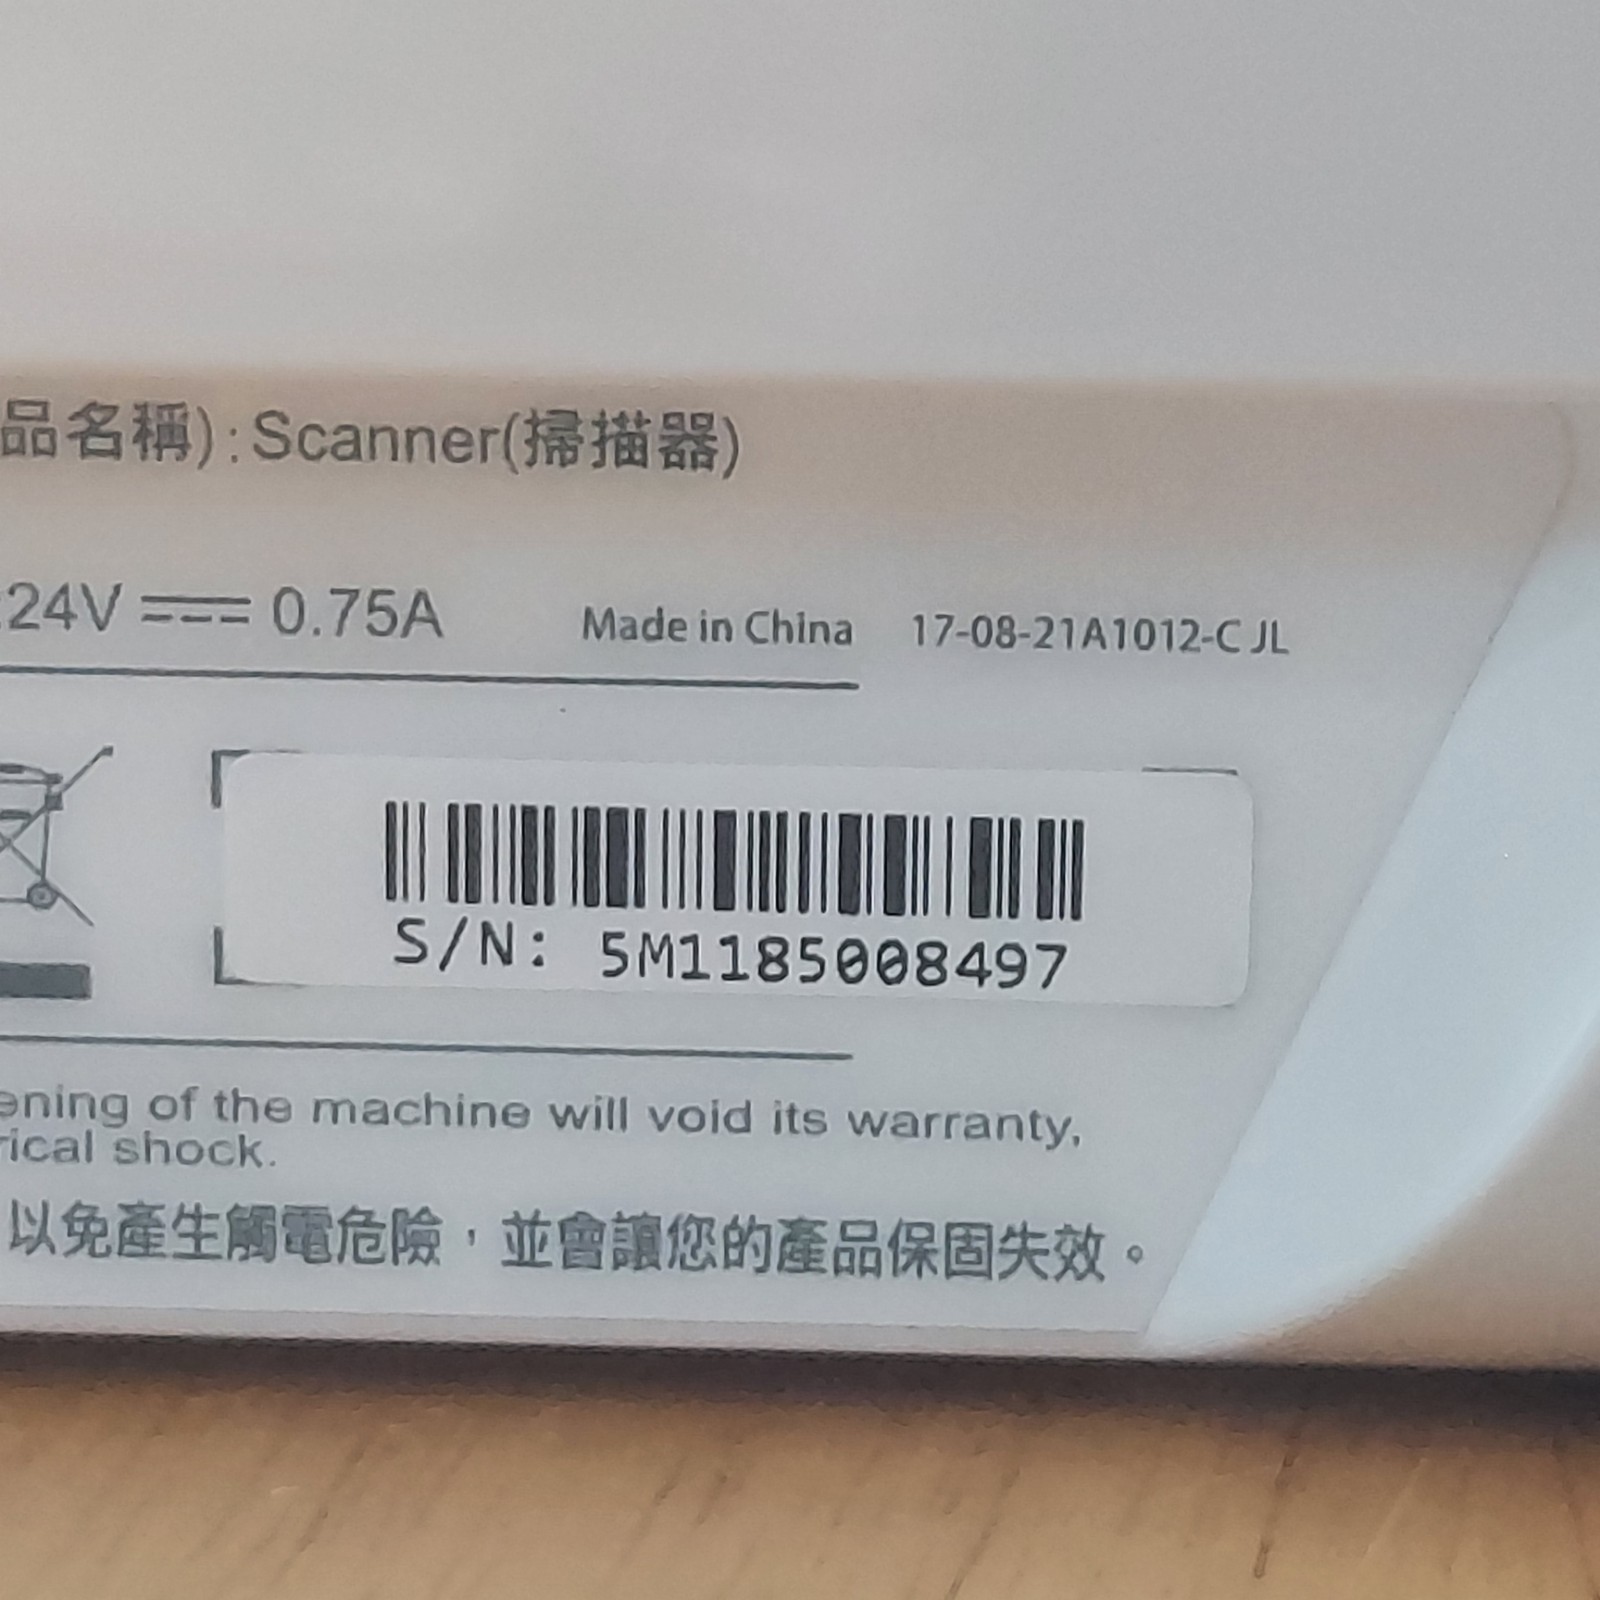 品名稱):Scanner(掃描器)
24V ⎓ 0.75A Made in China 17-08-21A1012-C JL
S/N: 5M1185008497
ening of the machine will void its warranty,
rical shock.
以免產生觸電危險，並會讓您的產品保固失效。